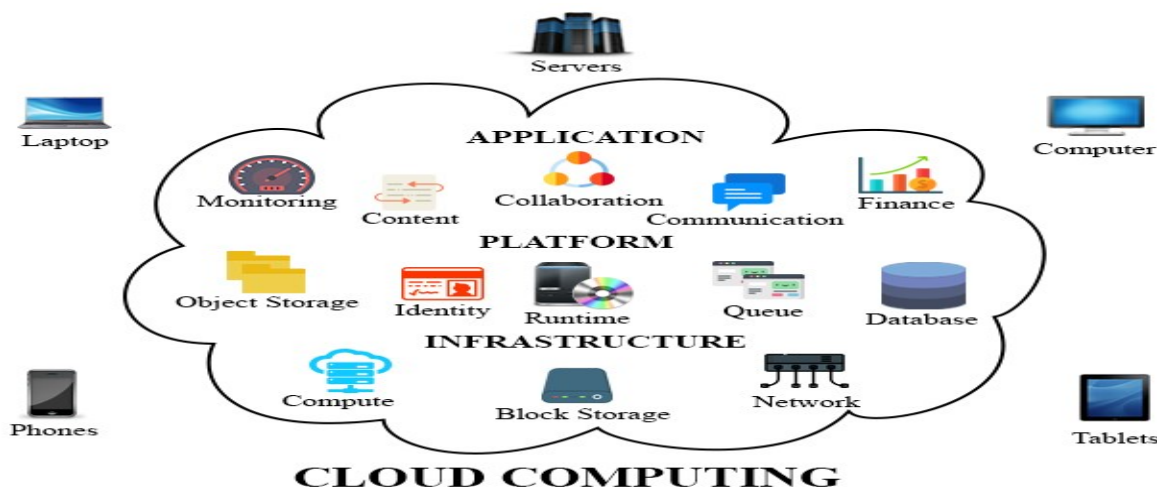 Servers
Laptop
Computer
APPLICATION
Monitoring
Content
Collaboration
Communication
Finance
PLATFORM
Object Storage
Identity
Runtime
Queue
Database
INFRASTRUCTURE
Compute
Block Storage
Network
Phones
Tablets
CLOUD COMPUTING